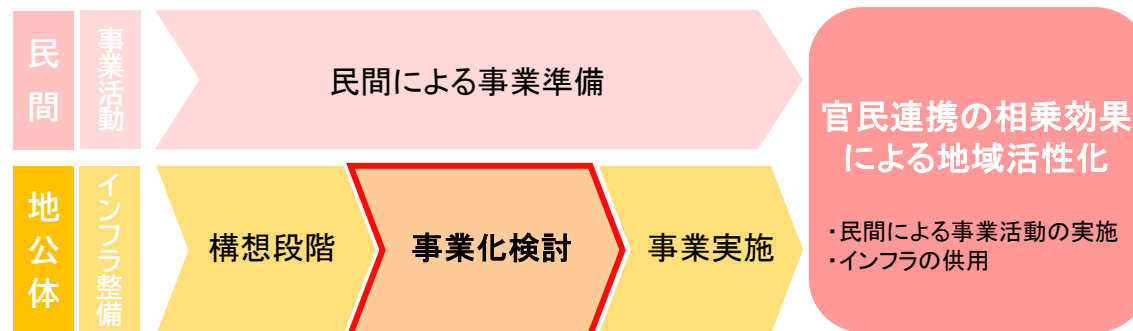 民間
事業活動
民間による事業準備
地公体
インフラ整備
構想段階
事業化検討
事業実施
官民連携の相乗効果
による地域活性化
・民間による事業活動の実施
・インフラの供用